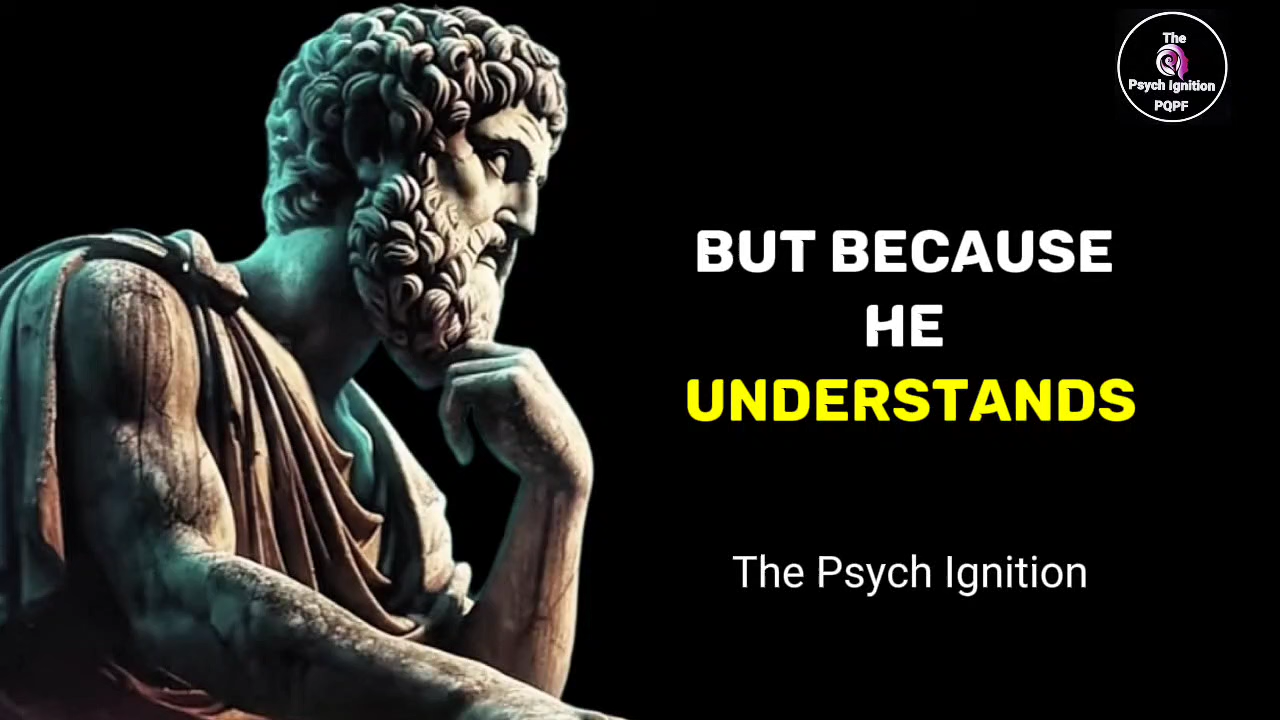 The
Psych Ignition
PQPF
BUT BECAUSE
HE
UNDERSTANDS
The Psych Ignition